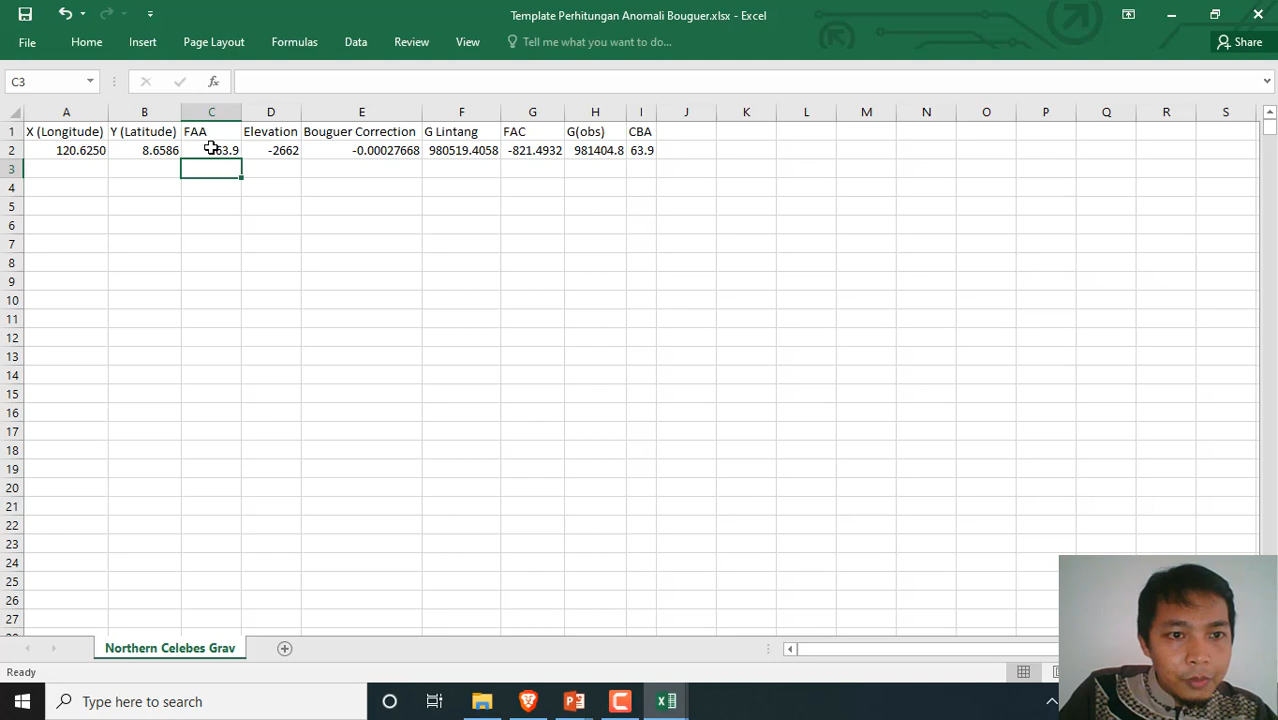 Template Perhitungan Anomali Bouguer.xlsx - Excel
File Home Insert Page Layout Formulas Data Review View Tell me what you want to do... Share
C3 fx
A B C D E F G H I J K L M N O P Q R S
1 X (Longitude) Y (Latitude) FAA Elevation Bouguer Correction G Lintang FAC G(obs) CBA
2 120.6250 8.6586 63.9 -2662 -0.00027668 980519.4058 -821.4932 981404.8 63.9
3
4
5
6
7
8
9
10
11
12
13
14
15
16
17
18
19
20
21
22
23
24
25
26
27
Northern Celebes Grav
Ready
Type here to search